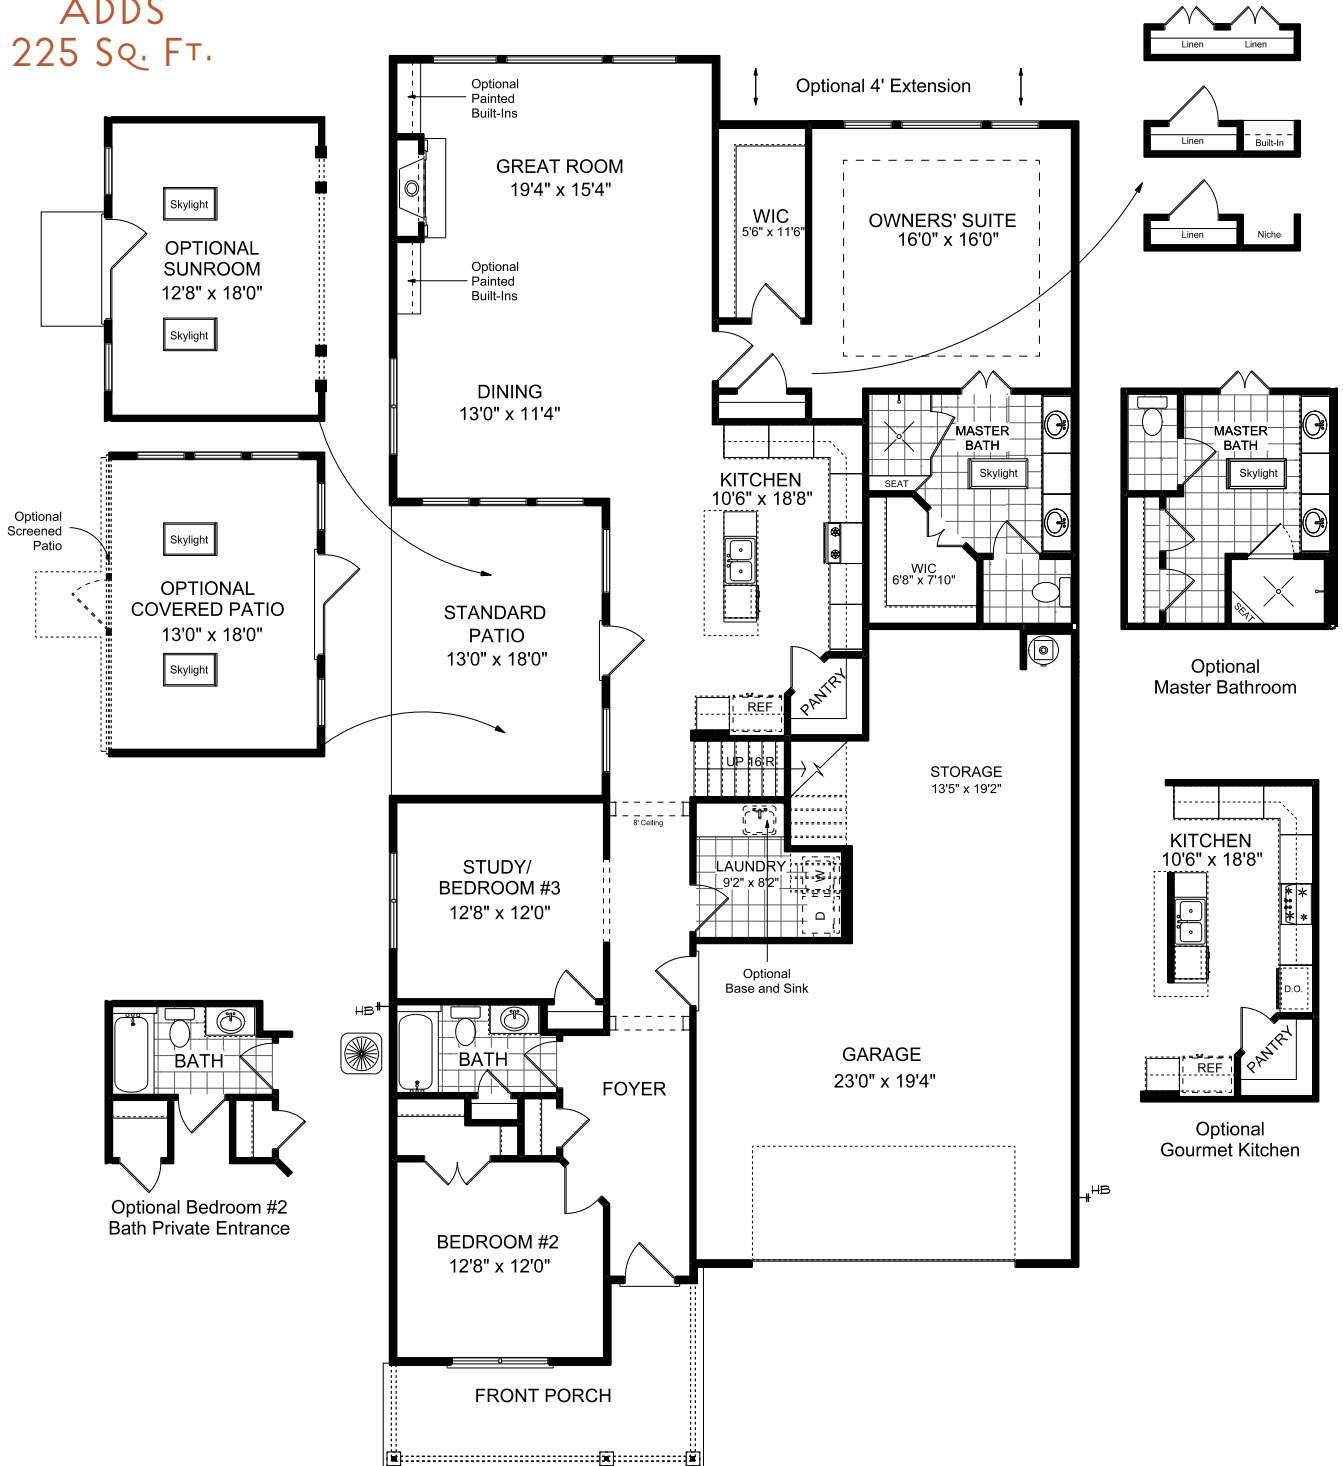 ADDS
225 SQ. FT.
Optional
Painted
Built-Ins
GREAT ROOM
19'4" x 15'4"
Optional
Painted
Built-Ins
DINING
13'0" x 11'4"
Optional 4' Extension
WIC
5'6" x 11'6"
OWNERS' SUITE
16'0" x 16'0"
Linen
Linen
Linen
Built-In
Linen
Niche
Skylight
OPTIONAL
SUNROOM
12'8" x 18'0"
Skylight
Optional
Screened
Patio
Skylight
OPTIONAL
COVERED PATIO
13'0" x 18'0"
Skylight
STANDARD
PATIO
13'0" x 18'0"
KITCHEN
10'6" x 18'8"
MASTER
BATH
Skylight
SEAT
WIC
6'8" x 7'10"
MASTER
BATH
Skylight
SEAT
Optional
Master Bathroom
PANTRY
REF
UP 16 R
STORAGE
13'5" x 19'2"
8' Ceiling
STUDY/
BEDROOM #3
12'8" x 12'0"
LAUNDRY
9'2" x 8'2"
W
D
Optional
Base and Sink
KITCHEN
10'6" x 18'8"
D.O.
PANTRY
REF
Optional
Gourmet Kitchen
HB
BATH
BATH
Optional Bedroom #2
Bath Private Entrance
FOYER
GARAGE
23'0" x 19'4"
HB
BEDROOM #2
12'8" x 12'0"
FRONT PORCH